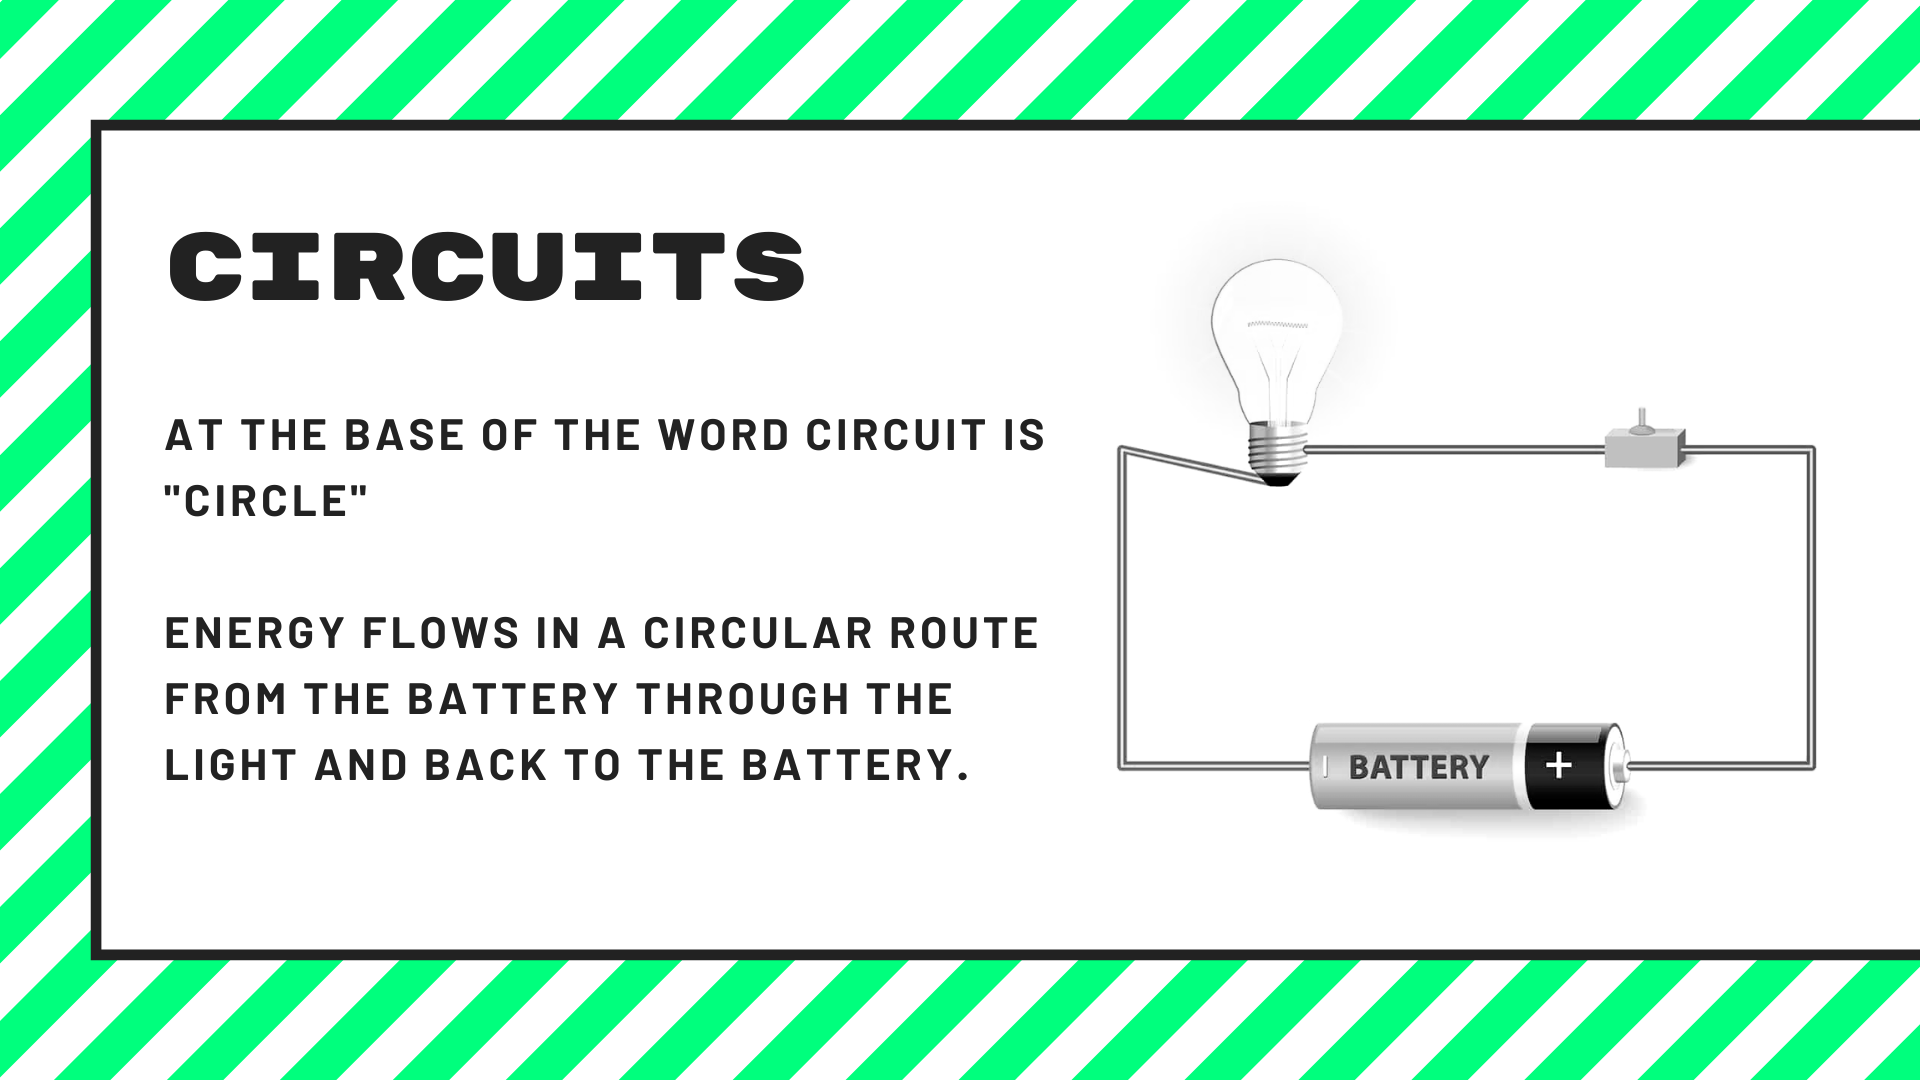 CIRCUITS
AT THE BASE OF THE WORD CIRCUIT IS
"CIRCLE"
ENERGY FLOWS IN A CIRCULAR ROUTE
FROM THE BATTERY THROUGH THE
LIGHT AND BACK TO THE BATTERY.
BATTERY +